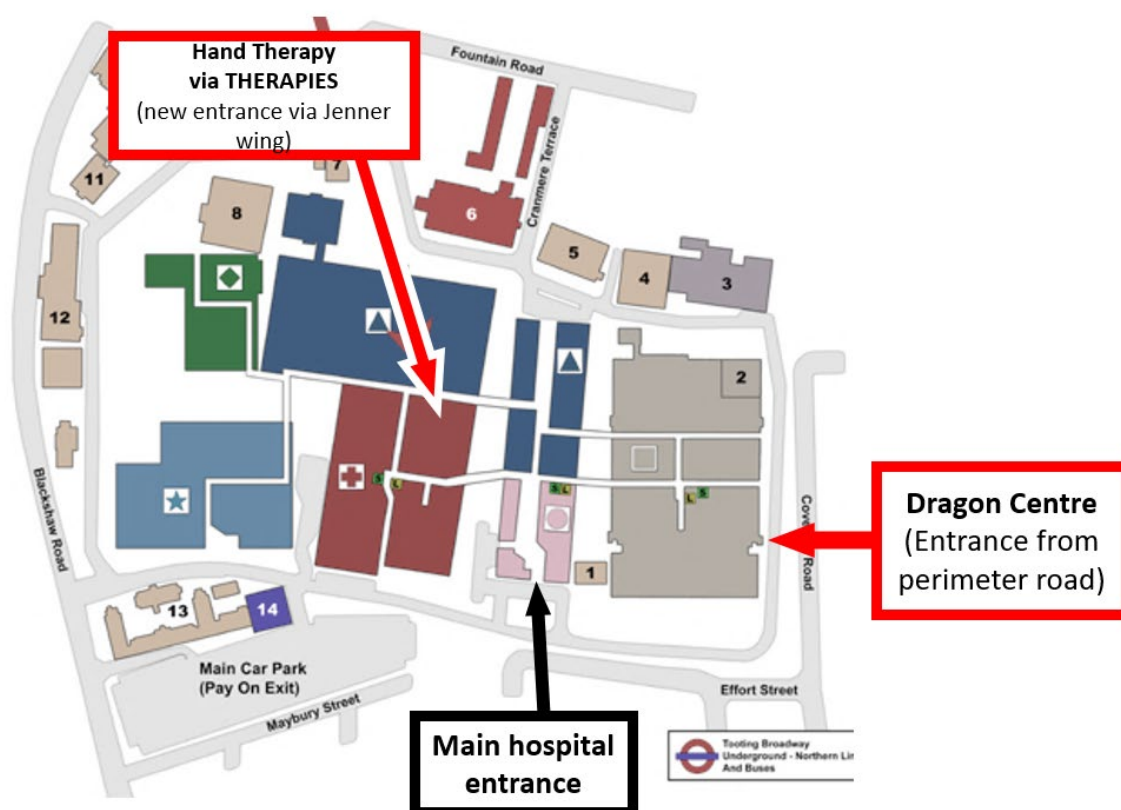 Hand Therapy
via THERAPIES
(new entrance via Jenner
wing)
Fountain Road
Cranmere Terrace
7
11
8
6
5
4
3
12
2
Blackshaw Road
S
L
S
L
L
S
Dragon Centre
(Entrance from
perimeter road)
1
13
14
Main Car Park
(Pay On Exit)
Maybury Street
Effort Street
Road
Main hospital
entrance
Tooting Broadway
Underground - Northern Lin
And Buses